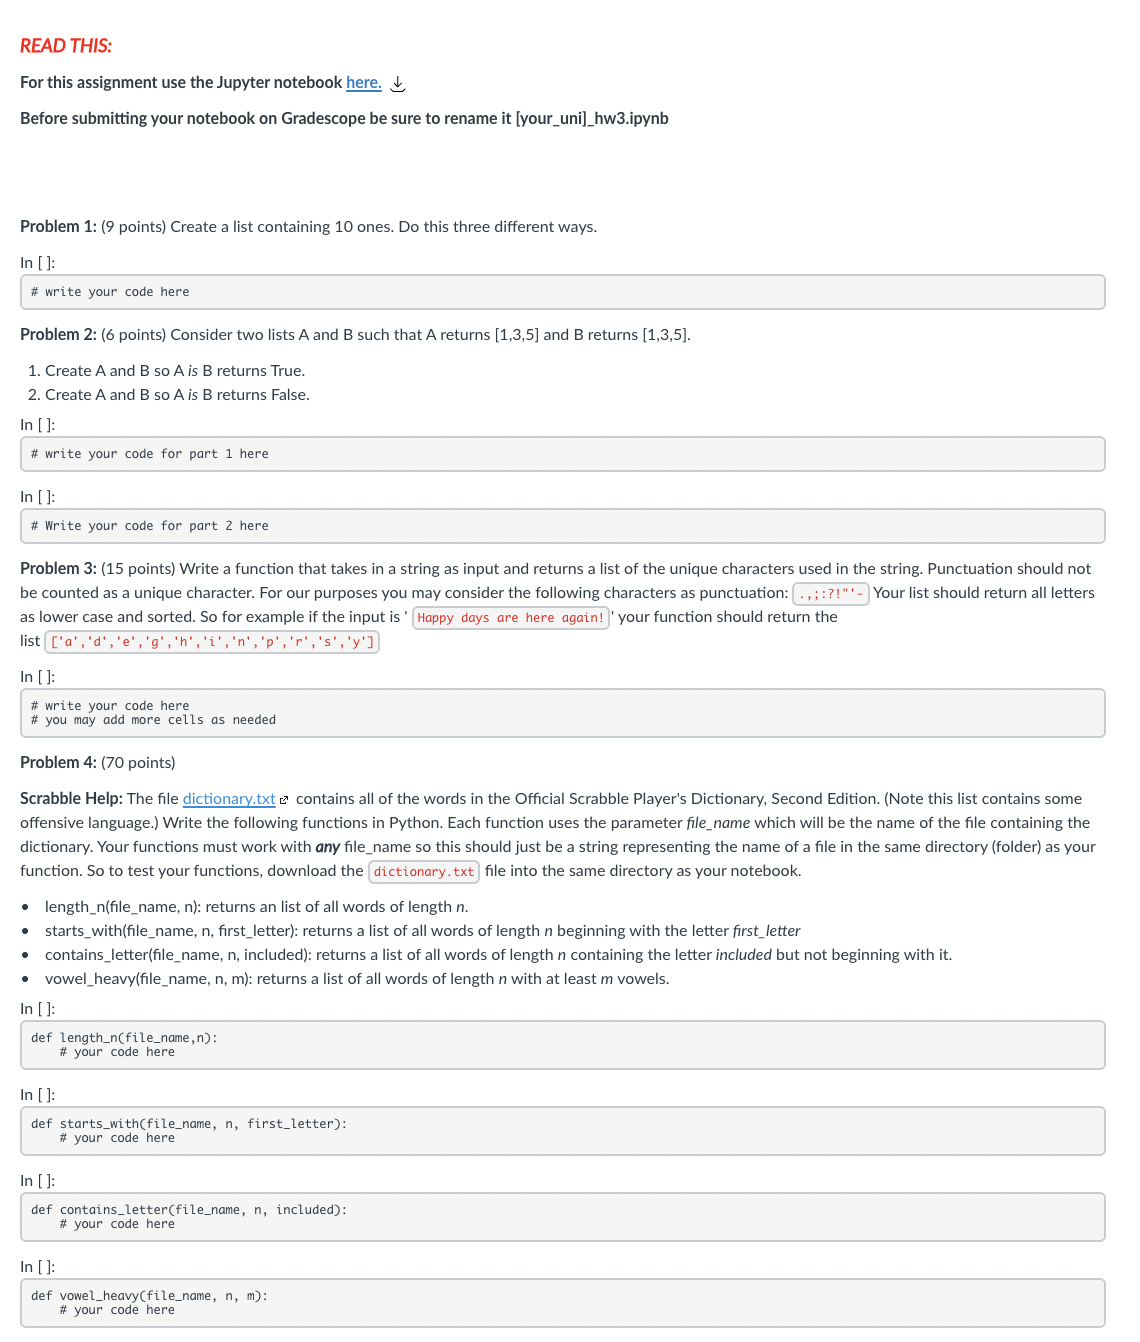 READ THIS:
For this assignment use the Jupyter notebook here.
Before submitting your notebook on Gradescope be sure to rename it [your_uni]_hw3.ipynb
Problem 1: (9 points) Create a list containing 10 ones. Do this three different ways.
In [ ]:
# write your code here
Problem 2: (6 points) Consider two lists A and B such that A returns [1,3,5] and B returns [1,3,5].
1. Create A and B so A is B returns True.
2. Create A and B so A is B returns False.
In [ ]:
# write your code for part 1 here
In [ ]:
# Write your code for part 2 here
Problem 3: (15 points) Write a function that takes in a string as input and returns a list of the unique characters used in the string. Punctuation should not
be counted as a unique character. For our purposes you may consider the following characters as punctuation: .,;:?!"'- Your list should return all letters
as lower case and sorted. So for example if the input is ' Happy days are here again! ' your function should return the
list ['a','d','e','g','h','i','n','p','r','s','y']
In [ ]:
# write your code here
# you may add more cells as needed
Problem 4: (70 points)
Scrabble Help: The file dictionary.txt contains all of the words in the Official Scrabble Player's Dictionary, Second Edition. (Note this list contains some
offensive language.) Write the following functions in Python. Each function uses the parameter file_name which will be the name of the file containing the
dictionary. Your functions must work with any file_name so this should just be a string representing the name of a file in the same directory (folder) as your
function. So to test your functions, download the dictionary.txt file into the same directory as your notebook.
• length_n(file_name, n): returns an list of all words of length n.
• starts_with(file_name, n, first_letter): returns a list of all words of length n beginning with the letter first_letter
• contains_letter(file_name, n, included): returns a list of all words of length n containing the letter included but not beginning with it.
• vowel_heavy(file_name, n, m): returns a list of all words of length n with at least m vowels.
In [ ]:
def length_n(file_name,n):
    # your code here
In [ ]:
def starts_with(file_name, n, first_letter):
    # your code here
In [ ]:
def contains_letter(file_name, n, included):
    # your code here
In [ ]:
def vowel_heavy(file_name, n, m):
    # your code here